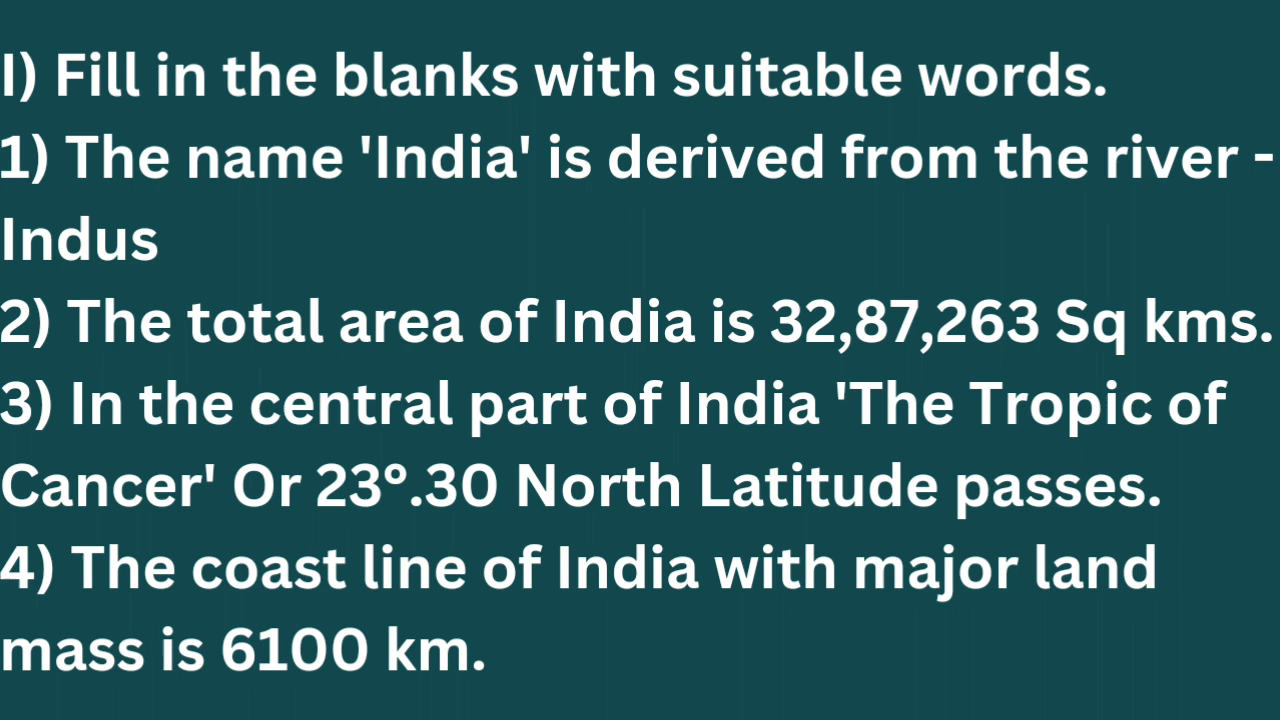 I) Fill in the blanks with suitable words.
1) The name 'India' is derived from the river -
Indus
2) The total area of India is 32,87,263 Sq kms.
3) In the central part of India 'The Tropic of
Cancer' Or 23°.30 North Latitude passes.
4) The coast line of India with major land
mass is 6100 km.